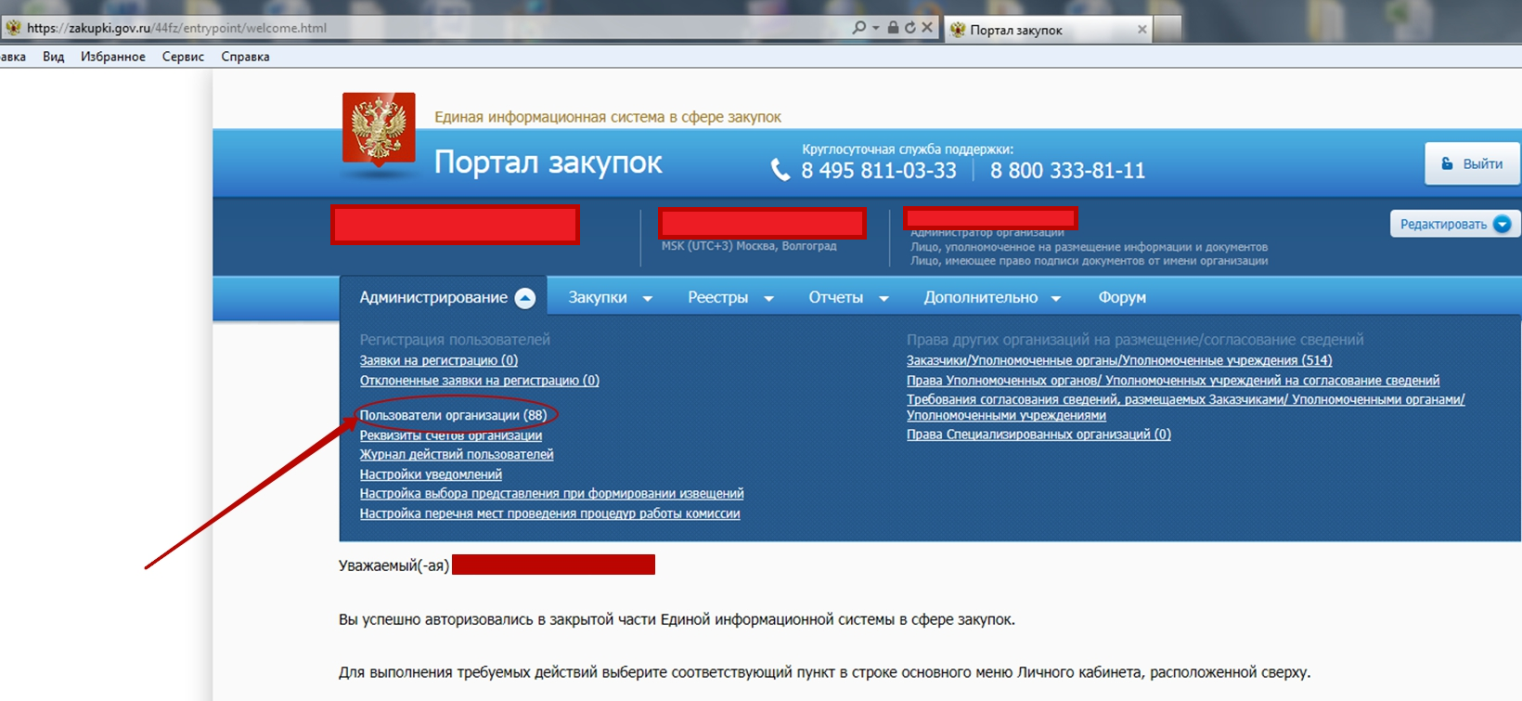 https://zakupki.gov.ru/44fz/entrypoint/welcome.html
Портал закупок
авка Вид Избранное Сервис Справка
Единая информационная система в сфере закупок
Портал закупок
Круглосуточная служба поддержки:
8 495 811-03-33 8 800 333-81-11
Выйти
Редактировать
Администратор организации
MSK (UTC+3) Москва, Волгоград
Лицо, уполномоченное на размещение информации и документов
Лицо, имеющее право подписи документов от имени организации
Администрирование Закупки Реестры Отчеты Дополнительно Форум
Регистрация пользователей
Заявки на регистрацию (0)
Отклоненные заявки на регистрацию (0)
Пользователи организации (88)
Реквизиты счетов организации
Журнал действий пользователей
Настройки уведомлений
Настройка выбора представления при формировании извещений
Настройка перечня мест проведения процедур работы комиссии
Права других организаций на размещение/согласование сведений
Заказчики/Уполномоченные органы/Уполномоченные учреждения (514)
Права Уполномоченных органов/ Уполномоченных учреждений на согласование сведений
Требования согласования сведений, размещаемых Заказчиками/ Уполномоченными органами/
Уполномоченными учреждениями
Права Специализированных организаций (0)
Уважаемый(-ая)
Вы успешно авторизовались в закрытой части Единой информационной системы в сфере закупок.
Для выполнения требуемых действий выберите соответствующий пункт в строке основного меню Личного кабинета, расположенной сверху.